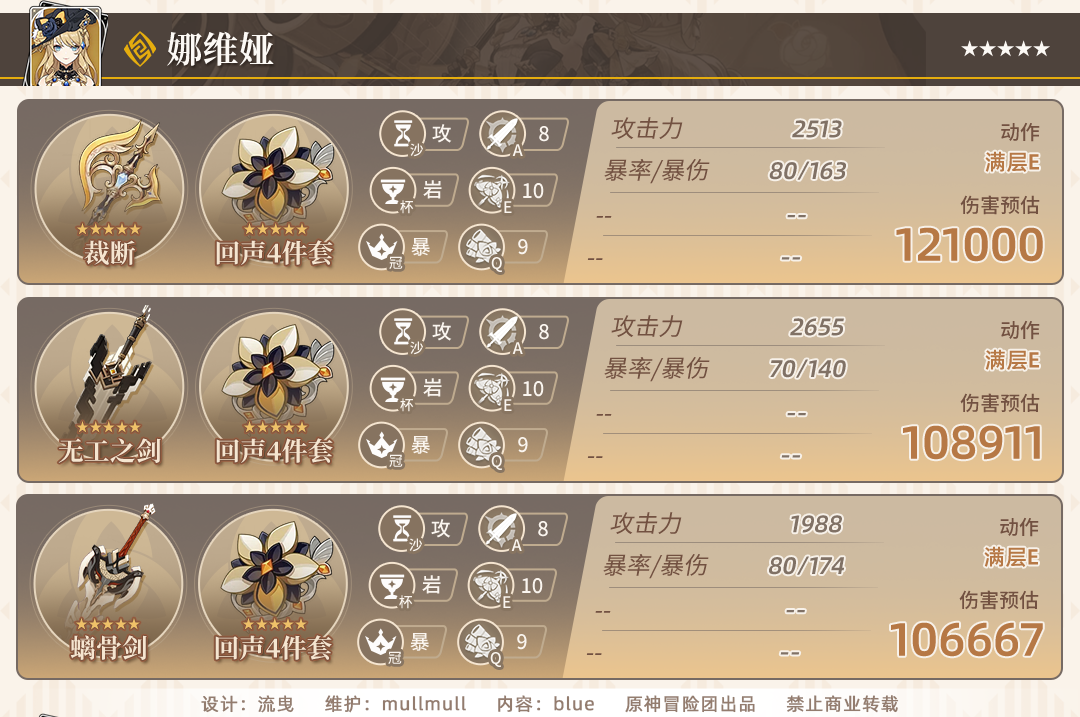 娜维娅
★★★★★
裁断
回声4件套
沙 攻
A 8
杯 岩
E 10
冠 暴
Q 9
攻击力 2513
暴率/暴伤 80/163
-- --
-- --
动作
满层E
伤害预估
121000
无工之剑
回声4件套
沙 攻
A 8
杯 岩
E 10
冠 暴
Q 9
攻击力 2655
暴率/暴伤 70/140
-- --
-- --
动作
满层E
伤害预估
108911
螭骨剑
回声4件套
沙 攻
A 8
杯 岩
E 10
冠 暴
Q 9
攻击力 1988
暴率/暴伤 80/174
-- --
-- --
动作
满层E
伤害预估
106667
设计：流曳 维护：mullmull 内容：blue 原神冒险团出品 禁止商业转载